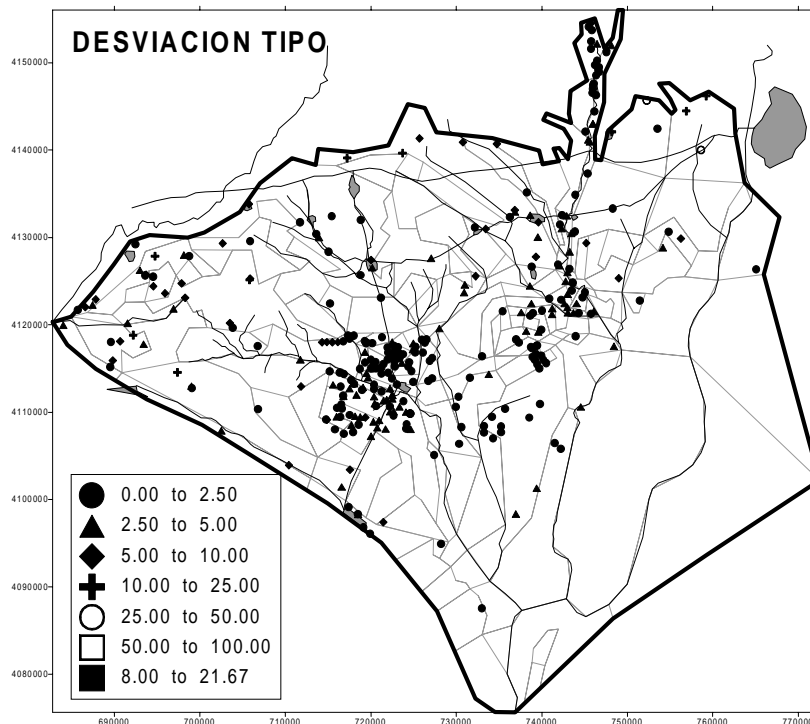 DESVIACION TIPO
4150000
4140000
4130000
4120000
4110000
4100000
4090000
4080000
0.00 to 2.50
2.50 to 5.00
5.00 to 10.00
10.00 to 25.00
25.00 to 50.00
50.00 to 100.00
8.00 to 21.67
690000 700000 710000 720000 730000 740000 750000 760000